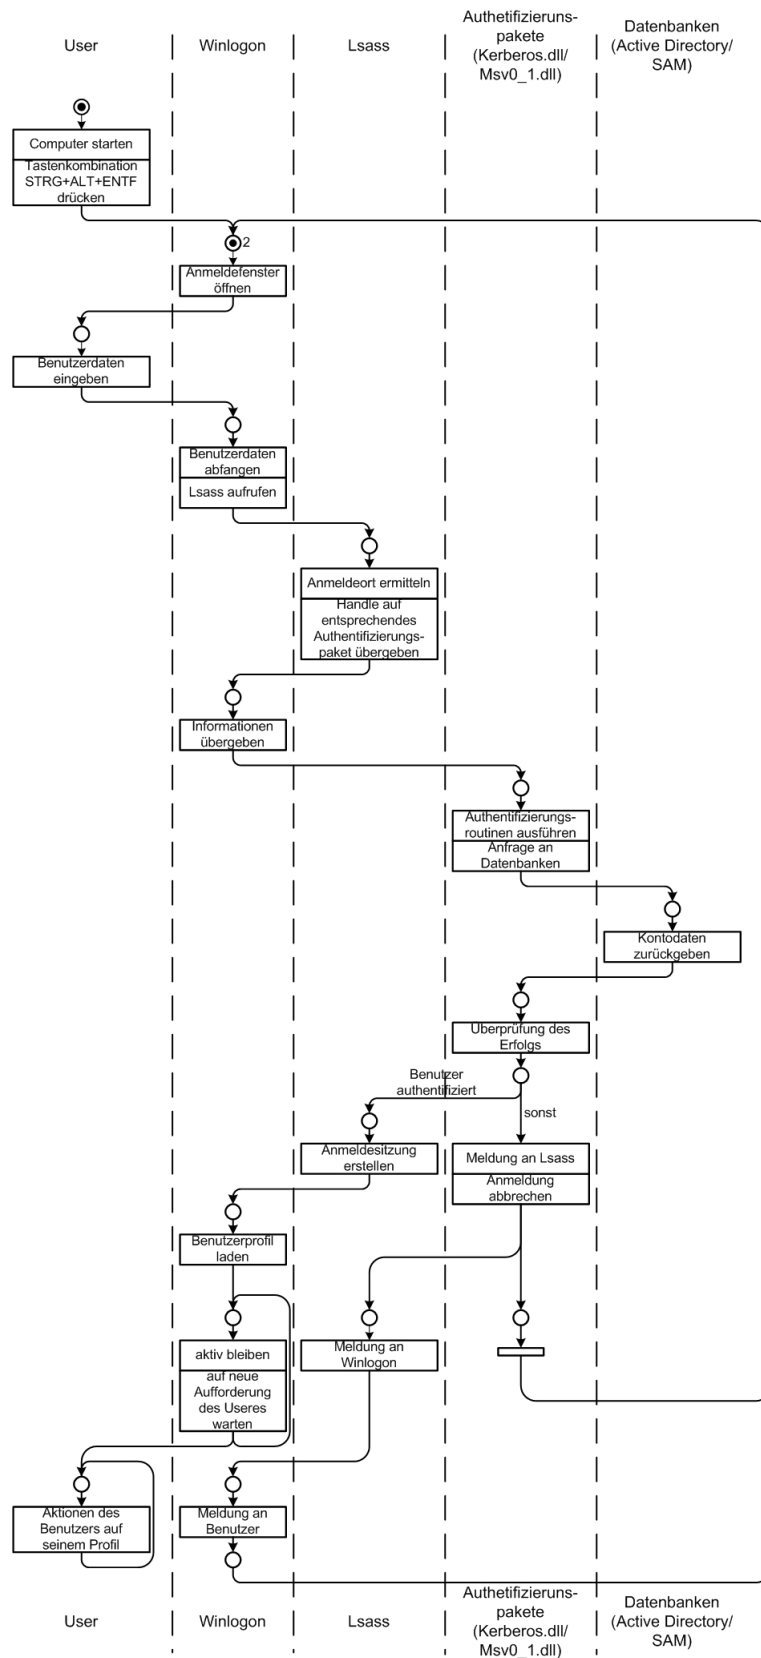 User
Winlogon
Lsass
Authetifizieruns-
pakete
(Kerberos.dll/
Msv0_1.dll)
Datenbanken
(Active Directory/
SAM)
Computer starten
Tastenkombination
STRG+ALT+ENTF
drücken
2
Anmeldefenster
öffnen
Benutzerdaten
eingeben
Benutzerdaten
abfangen
Lsass aufrufen
Anmeldeort ermitteln
Handle auf
entsprechendes
Authentifizierungs-
paket übergeben
Informationen
übergeben
Authentifizierungs-
routinen ausführen
Anfrage an
Datenbanken
Kontodaten
zurückgeben
Überprüfung des
Erfolgs
Benutzer
authentifiziert
sonst
Anmeldesitzung
erstellen
Meldung an Lsass
Anmeldung
abbrechen
Benutzerprofil
laden
aktiv bleiben
auf neue
Aufforderung
des Useres
warten
Meldung an
Winlogon
Aktionen des
Benutzers auf
seinem Profil
Meldung an
Benutzer
User
Winlogon
Lsass
Authetifizieruns-
pakete
(Kerberos.dll/
Msv0_1.dll)
Datenbanken
(Active Directory/
SAM)